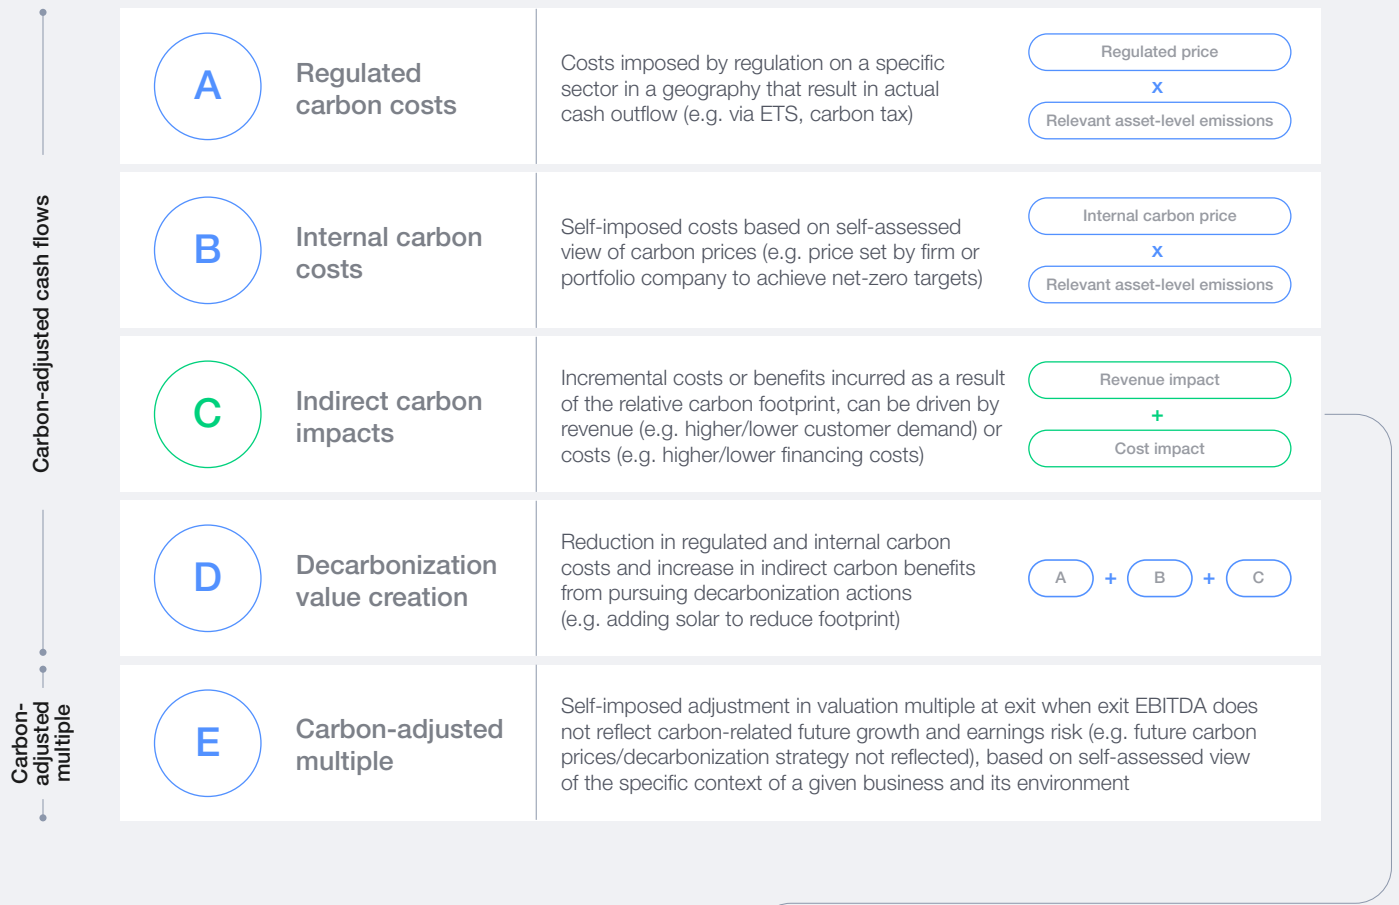 Carbon-adjusted cash flows
A
Regulated
carbon costs
Costs imposed by regulation on a specific
sector in a geography that result in actual
cash outflow (e.g. via ETS, carbon tax)
Regulated price
x
Relevant asset-level emissions
B
Internal carbon
costs
Self-imposed costs based on self-assessed
view of carbon prices (e.g. price set by firm or
portfolio company to achieve net-zero targets)
Internal carbon price
x
Relevant asset-level emissions
C
Indirect carbon
impacts
Incremental costs or benefits incurred as a result
of the relative carbon footprint, can be driven by
revenue (e.g. higher/lower customer demand) or
costs (e.g. higher/lower financing costs)
Revenue impact
+
Cost impact
D
Decarbonization
value creation
Reduction in regulated and internal carbon
costs and increase in indirect carbon benefits
from pursuing decarbonization actions
(e.g. adding solar to reduce footprint)
A + B + C
Carbon-
adjusted
multiple
E
Carbon-adjusted
multiple
Self-imposed adjustment in valuation multiple at exit when exit EBITDA does
not reflect carbon-related future growth and earnings risk (e.g. future carbon
prices/decarbonization strategy not reflected), based on self-assessed view
of the specific context of a given business and its environment